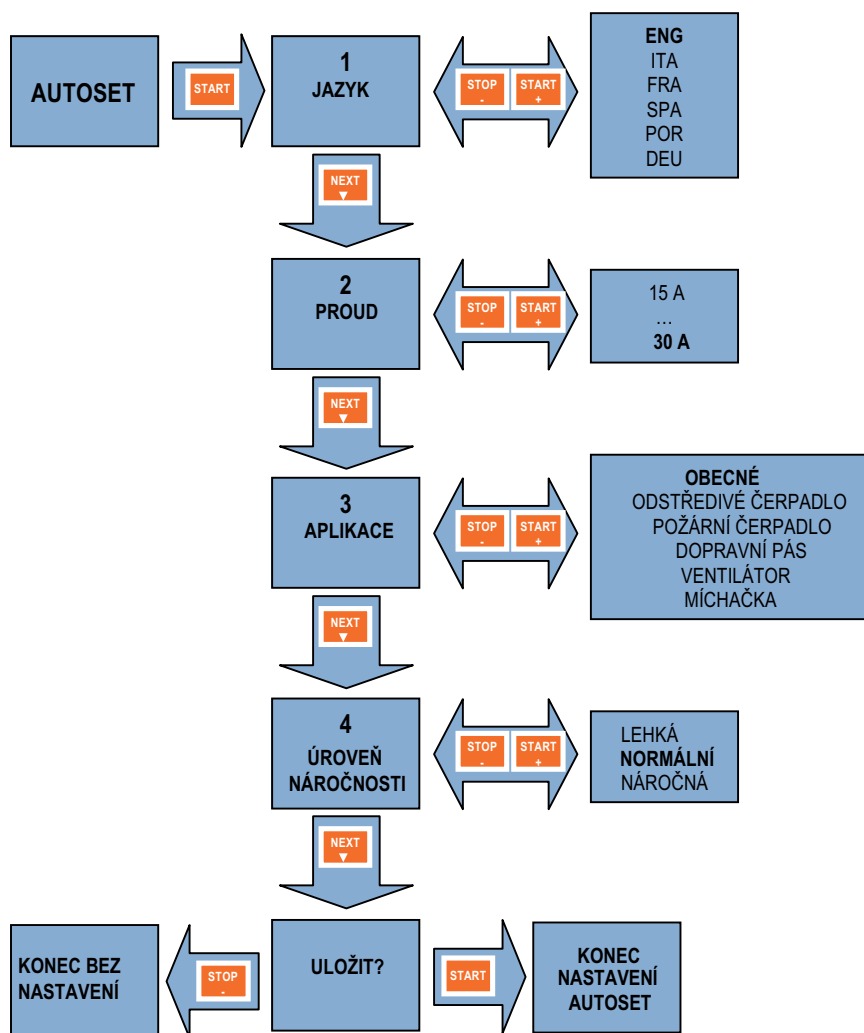 AUTOSET
START
1
JAZYK
STOP
-
START
+
ENG
ITA
FRA
SPA
POR
DEU
NEXT
▼
2
PROUD
STOP
-
START
+
15 A
…
30 A
NEXT
▼
3
APLIKACE
STOP
-
START
+
OBECNÉ
ODSTŘEDIVÉ ČERPADLO
POŽÁRNÍ ČERPADLO
DOPRAVNÍ PÁS
VENTILÁTOR
MÍCHAČKA
NEXT
▼
4
ÚROVEŇ
NÁROČNOSTI
STOP
-
START
+
LEHKÁ
NORMÁLNÍ
NÁROČNÁ
NEXT
▼
KONEC BEZ
NASTAVENÍ
STOP
-
ULOŽIT?
START
KONEC
NASTAVENÍ
AUTOSET